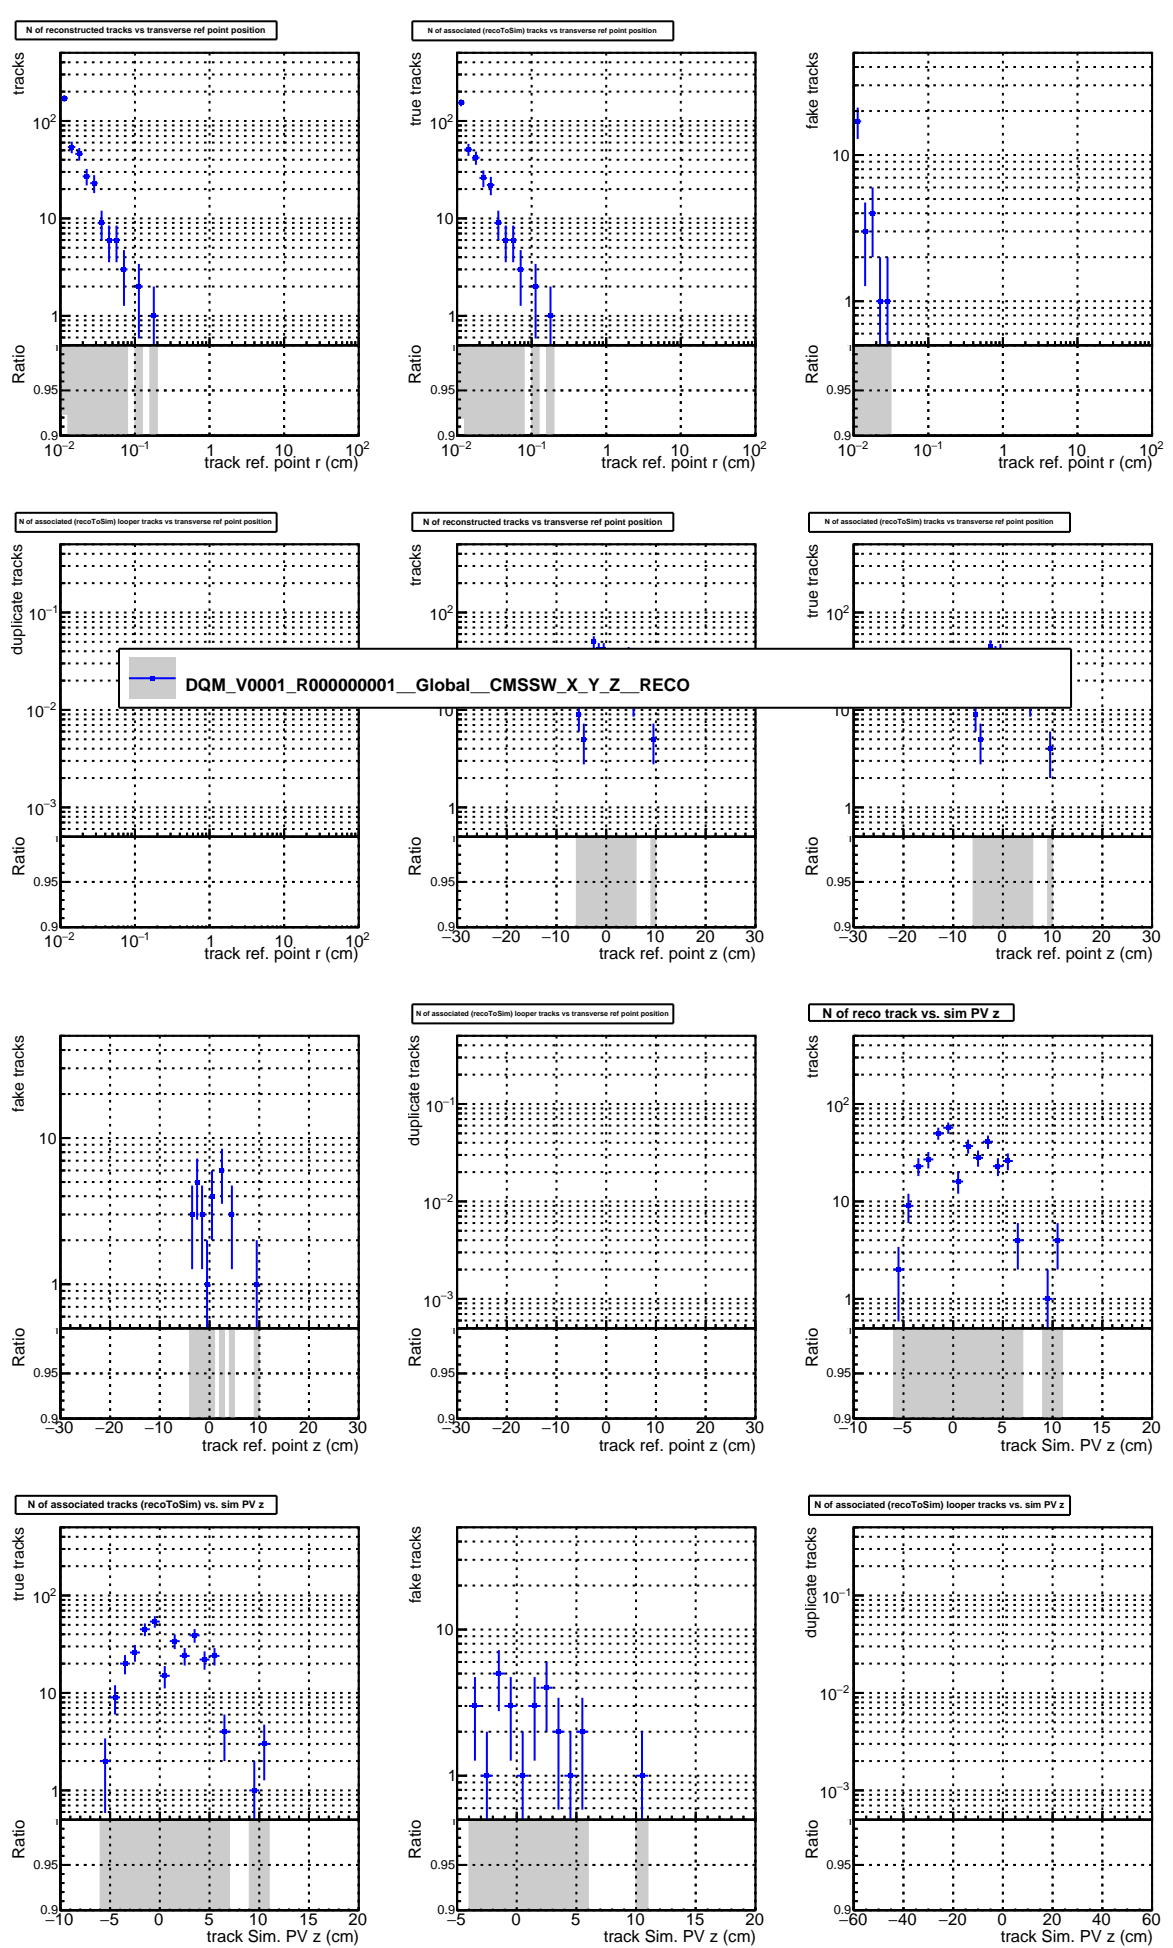 N of reconstructed tracks vs transverse ref point position
tracks
10²
10
1
Ratio
1
0.95
0.9
10⁻² 10⁻¹ 1 10 10²
track ref. point r (cm)
N of associated (recoToSim) tracks vs transverse ref point position
true tracks
10²
10
1
Ratio
1
0.95
0.9
10⁻² 10⁻¹ 1 10 10²
track ref. point r (cm)
fake tracks
10
1
Ratio
1
0.95
0.9
10⁻² 10⁻¹ 1 10 10²
track ref. point r (cm)
N of associated (recoToSim) looper tracks vs transverse ref point position
duplicate tracks
10⁻¹
10⁻²
10⁻³
Ratio
1
0.95
0.9
10⁻² 10⁻¹ 1 10 10²
track ref. point r (cm)
N of reconstructed tracks vs transverse ref point position
tracks
10²
10
1
Ratio
1
0.95
0.9
−30 −20 −10 0 10 20 30
track ref. point z (cm)
N of associated (recoToSim) tracks vs transverse ref point position
true tracks
10²
10
1
Ratio
1
0.95
0.9
−30 −20 −10 0 10 20 30
track ref. point z (cm)
DQM_V0001_R000000001__Global__CMSSW_X_Y_Z__RECO
fake tracks
10
1
Ratio
1
0.95
0.9
−30 −20 −10 0 10 20 30
track ref. point z (cm)
N of associated (recoToSim) looper tracks vs transverse ref point position
duplicate tracks
10⁻¹
10⁻²
10⁻³
Ratio
1
0.95
0.9
−30 −20 −10 0 10 20 30
track ref. point z (cm)
N of reco track vs. sim PV z
tracks
10²
10
1
Ratio
1
0.95
0.9
−10 −5 0 5 10 15 20
track Sim. PV z (cm)
N of associated tracks (recoToSim) vs. sim PV z
true tracks
10²
10
1
Ratio
1
0.95
0.9
−10 −5 0 5 10 15 20
track Sim. PV z (cm)
fake tracks
10
1
Ratio
1
0.95
0.9
−5 0 5 10 15 20
track Sim. PV z (cm)
N of associated (recoToSim) looper tracks vs. sim PV z
duplicate tracks
10⁻¹
10⁻²
10⁻³
Ratio
1
0.95
0.9
−60 −40 −20 0 20 40 60
track Sim. PV z (cm)